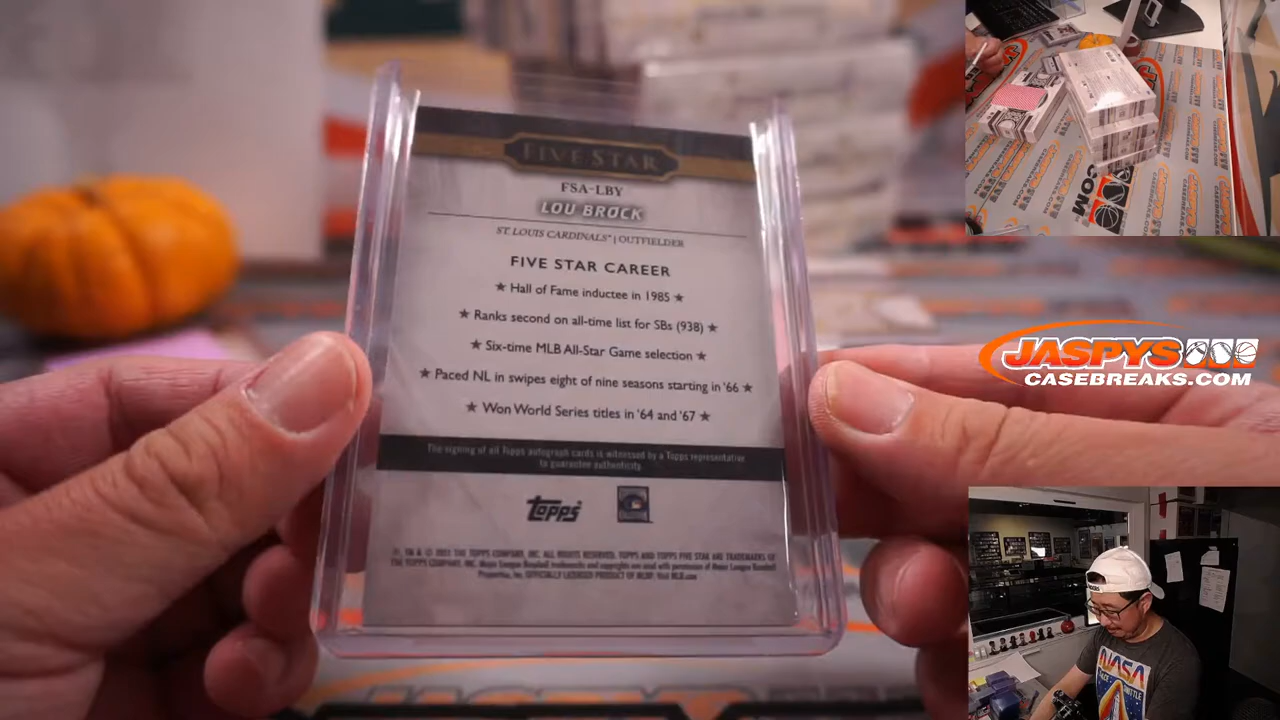 FIVE STAR
FSA-LBY
LOU BROCK
ST. LOUIS CARDINALS® | OUTFIELDER
FIVE STAR CAREER
★ Hall of Fame inductee in 1985 ★
★ Ranks second on all-time list for SBs (938) ★
★ Six-time MLB All-Star Game selection ★
★ Paced NL in swipes eight of nine seasons starting in '66 ★
★ Won World Series titles in '64 and '67 ★
The signing of all Topps autograph cards is witnessed by a Topps representative
to guarantee authenticity.
Topps
JASPYS
CASEBREAKS.COM
NASA